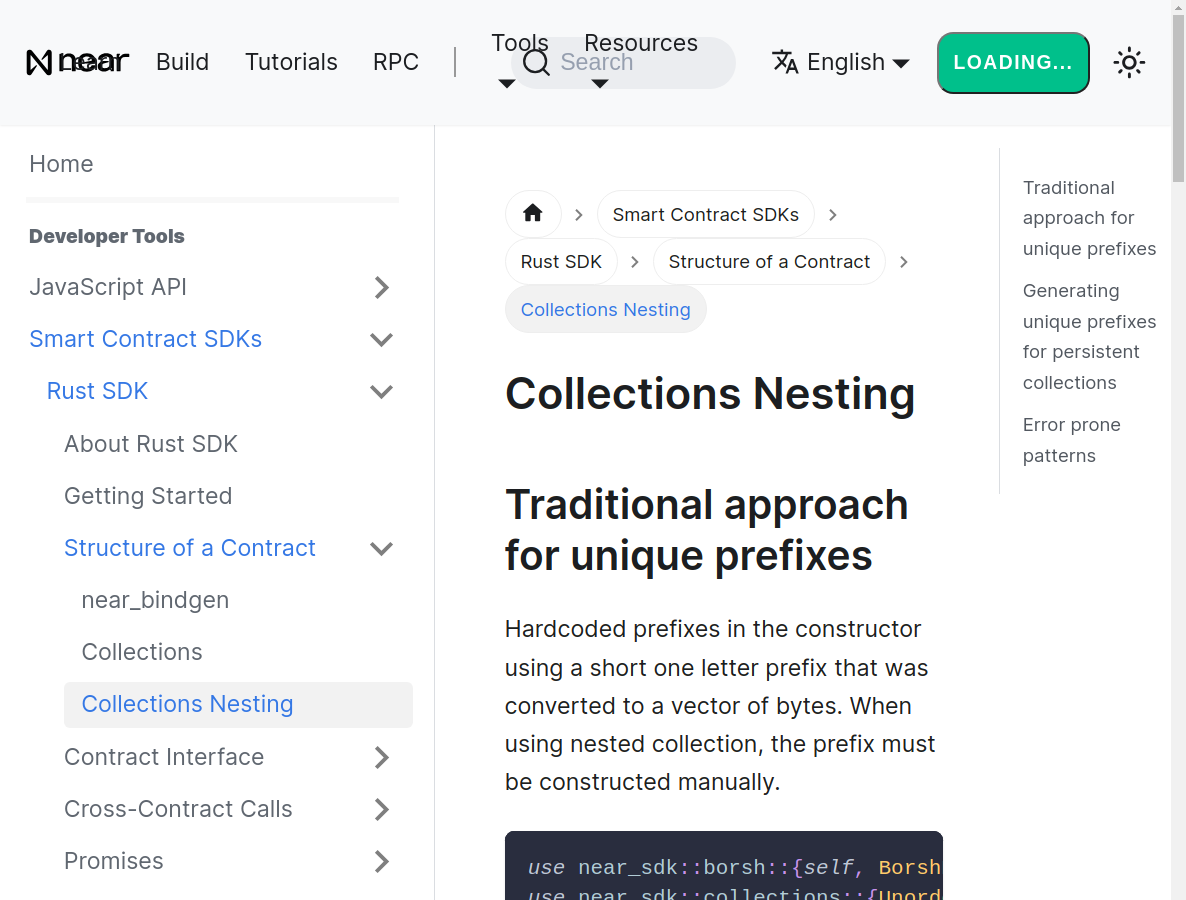 near
Learn
Build
Tutorials
RPC
Tools
Resources
Search
English
LOADING...
Home
Developer Tools
JavaScript API
Smart Contract SDKs
Rust SDK
About Rust SDK
Getting Started
Structure of a Contract
near_bindgen
Collections
Collections Nesting
Contract Interface
Cross-Contract Calls
Promises
Smart Contract SDKs
Rust SDK
Structure of a Contract
Collections Nesting
Collections Nesting
Traditional approach
for unique prefixes
Hardcoded prefixes in the constructor
using a short one letter prefix that was
converted to a vector of bytes. When
using nested collection, the prefix must
be constructed manually.
use near_sdk::borsh::{self, Borsh
use near_sdk::collections::{Unord
Traditional
approach for
unique prefixes
Generating
unique prefixes
for persistent
collections
Error prone
patterns